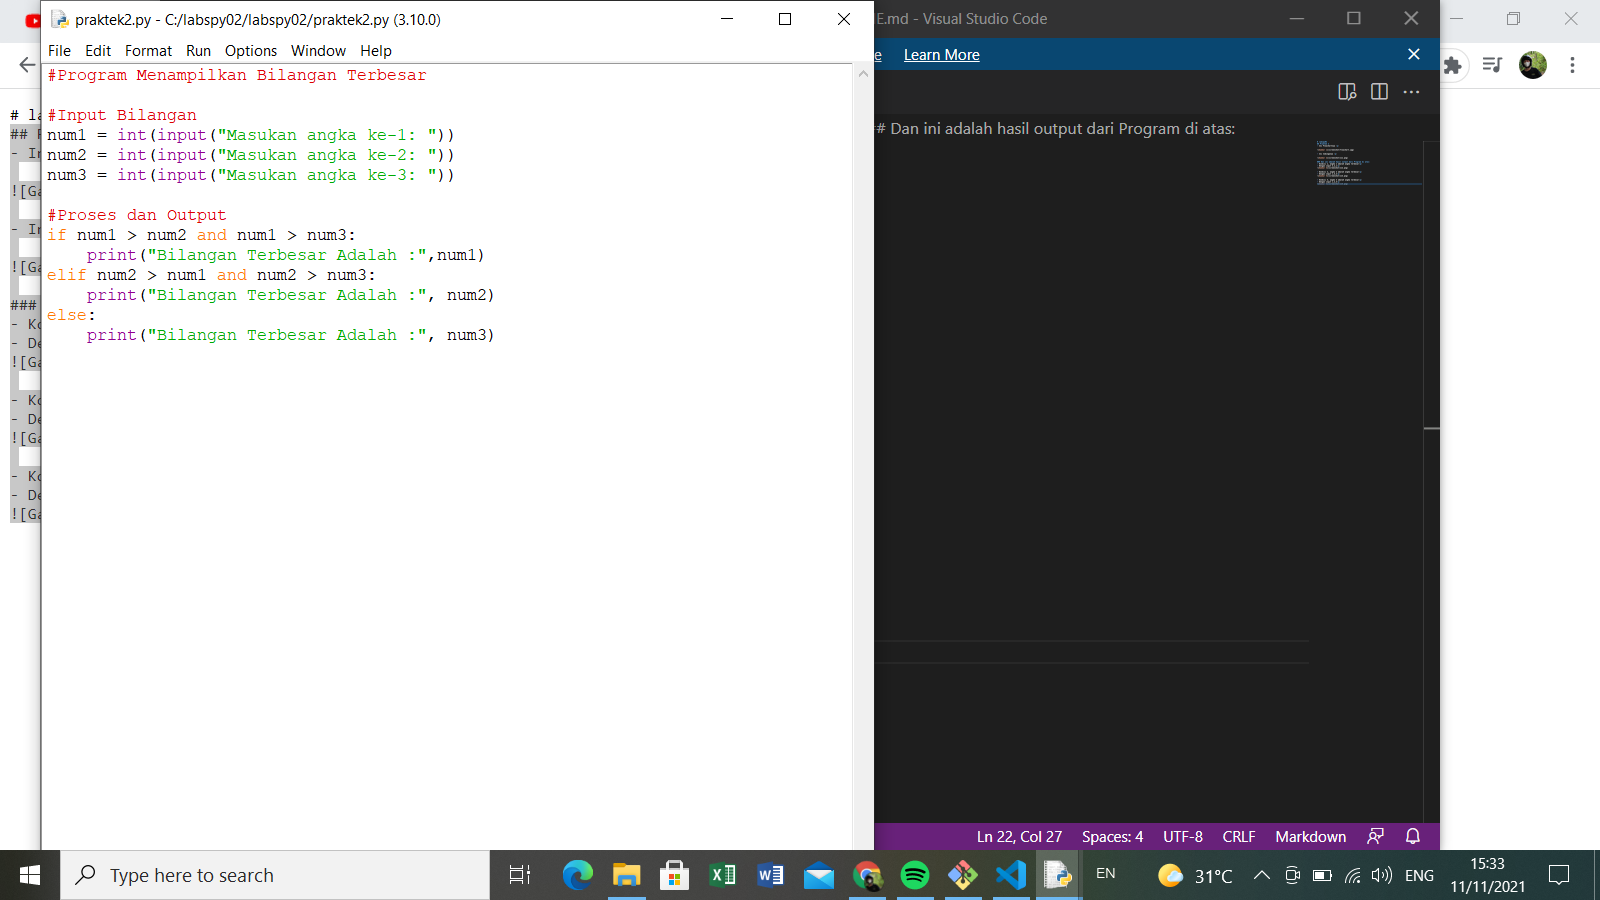 praktek2.py - C:/labspy02/labspy02/praktek2.py (3.10.0)
File Edit Format Run Options Window Help
#Program Menampilkan Bilangan Terbesar
#Input Bilangan
num1 = int(input("Masukan angka ke-1: "))
num2 = int(input("Masukan angka ke-2: "))
num3 = int(input("Masukan angka ke-3: "))
#Proses dan Output
if num1 > num2 and num1 > num3:
    print("Bilangan Terbesar Adalah :",num1)
elif num2 > num1 and num2 > num3:
    print("Bilangan Terbesar Adalah :", num2)
else:
    print("Bilangan Terbesar Adalah :", num3)
E.md - Visual Studio Code
e Learn More
# Dan ini adalah hasil output dari Program di atas:
Ln 22, Col 27 Spaces: 4 UTF-8 CRLF Markdown
# la
##
- In
![Ga
- In
![Ga
###
- Ko
- De
![Ga
- Ko
- De
![Ga
- Ko
- De
![Ga
Type here to search
EN
31°C
ENG
15:33
11/11/2021